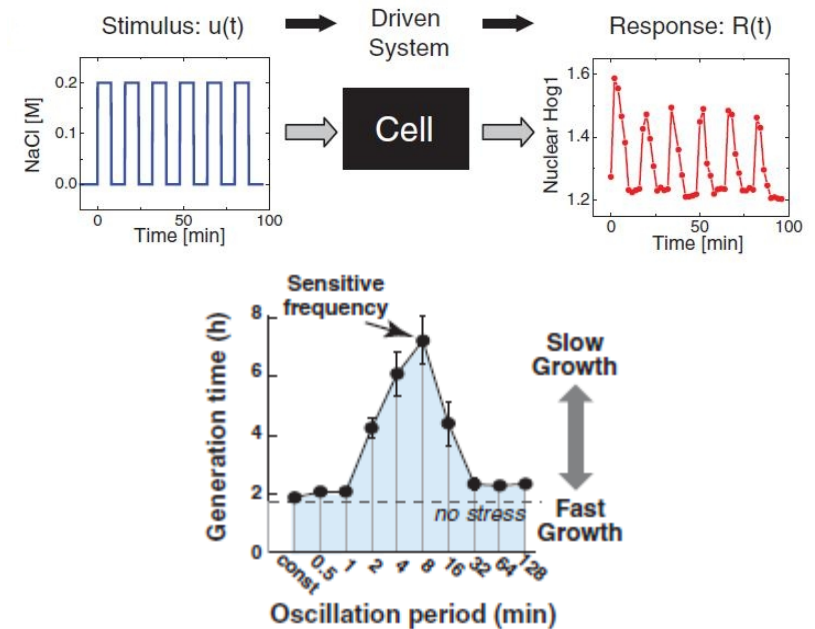 Stimulus: u(t)
Driven
System
Response: R(t)
NaCl [M]
0.2
0.1
0.0
0
50
100
Time [min]
Cell
Nuclear Hog1
1.6
1.4
1.2
0
50
100
Time [min]
Sensitive
frequency
Generation time (h)
8
6
4
2
0
no stress
const
0.5
1
2
4
8
16
32
64
128
Oscillation period (min)
Slow
Growth
Fast
Growth